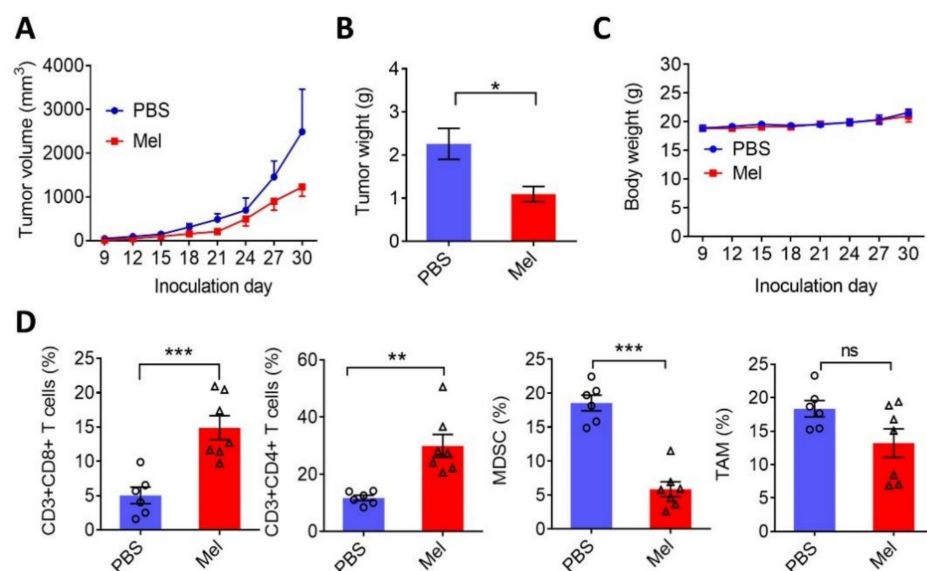 A
Tumor volume (mm³)
4000
3000
2000
1000
0
PBS
Mel
9 12 15 18 21 24 27 30
Inoculation day
B
Tumor wight (g)
4
3
2
1
0
*
PBS
Mel
C
Body weight (g)
30
25
20
15
10
5
0
PBS
Mel
9 12 15 18 21 24 27 30
Inoculation day
D
CD3+CD8+ T cells (%)
25
20
15
10
5
0
***
PBS
Mel
CD3+CD4+ T cells (%)
60
40
20
0
**
PBS
Mel
MDSC (%)
25
20
15
10
5
0
***
PBS
Mel
TAM (%)
25
20
15
10
5
0
ns
PBS
Mel